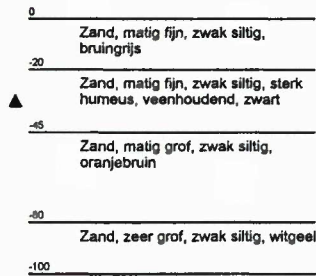 0
Zand, matig fijn, zwak siltig,
bruingrijs
-20
Zand, matig fijn, zwak siltig, sterk
humeus, veenhoudend, zwart
-45
Zand, matig grof, zwak siltig,
oranjebruin
-80
Zand, zeer grof, zwak siltig, witgeel
-100